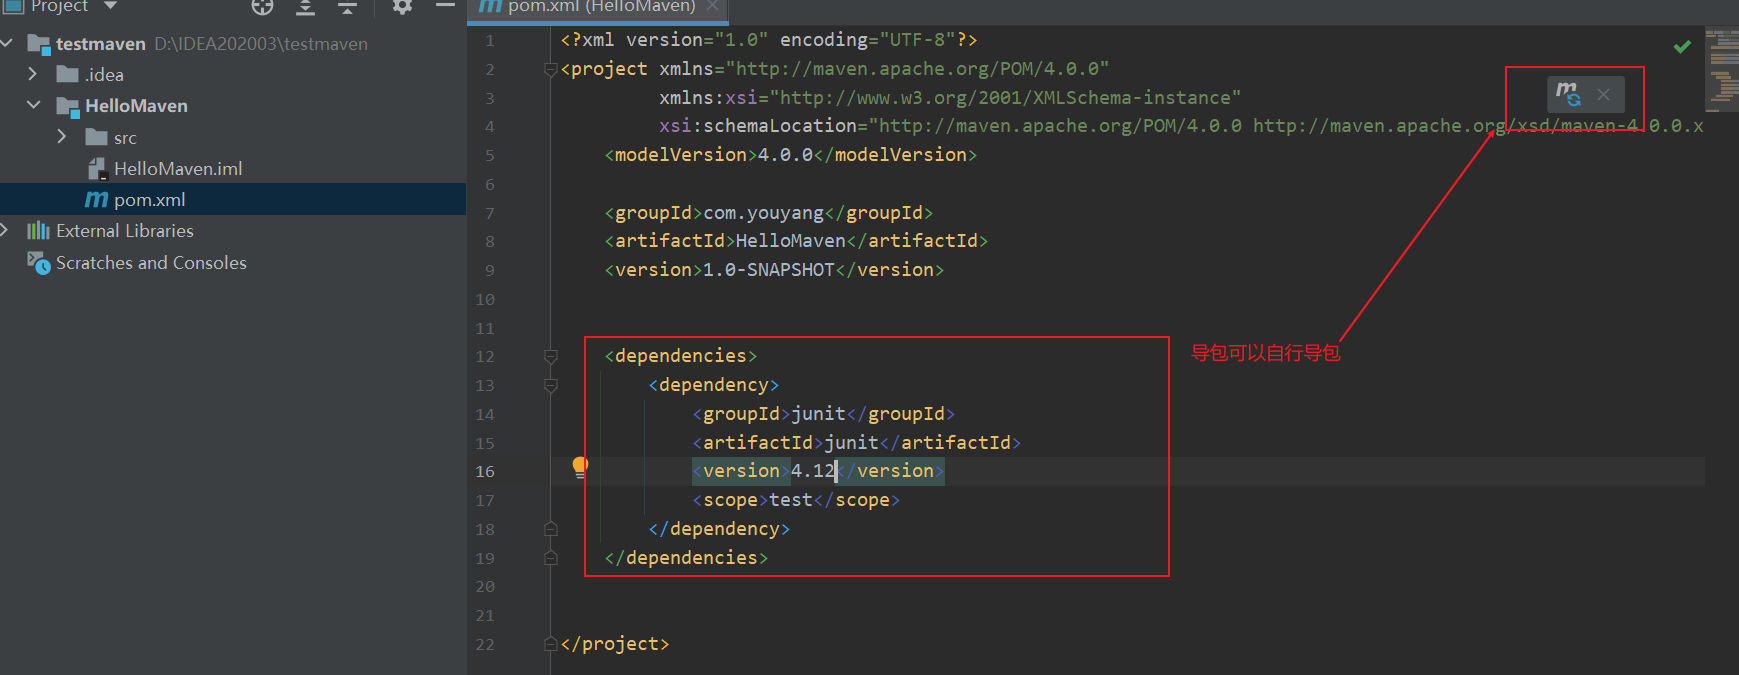 Project
testmaven D:\IDEA202003\testmaven
.idea
HelloMaven
src
HelloMaven.iml
pom.xml
External Libraries
Scratches and Consoles
pom.xml (HelloMaven)
1 <?xml version="1.0" encoding="UTF-8"?>
2 <project xmlns="http://maven.apache.org/POM/4.0.0"
3 xmlns:xsi="http://www.w3.org/2001/XMLSchema-instance"
4 xsi:schemaLocation="http://maven.apache.org/POM/4.0.0 http://maven.apache.org/xsd/maven-4.0.0.x
5 <modelVersion>4.0.0</modelVersion>
6
7 <groupId>com.youyang</groupId>
8 <artifactId>HelloMaven</artifactId>
9 <version>1.0-SNAPSHOT</version>
10
11
12 <dependencies>
导包可以自行导包
13 <dependency>
14 <groupId>junit</groupId>
15 <artifactId>junit</artifactId>
16 <version>4.12</version>
17 <scope>test</scope>
18 </dependency>
19 </dependencies>
20
21
22 </project>